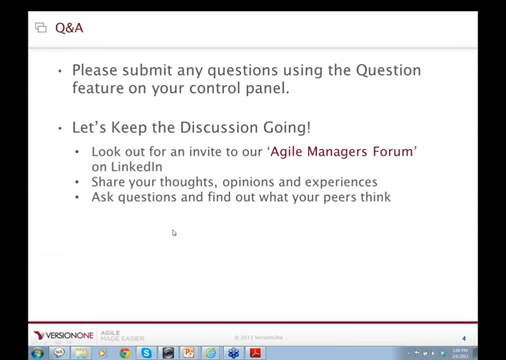 Q&A
• Please submit any questions using the Question
feature on your control panel.
• Let's Keep the Discussion Going!
• Look out for an invite to our 'Agile Managers Forum'
on LinkedIn
• Share your thoughts, opinions and experiences
• Ask questions and find out what your peers think
VERSIONONE
AGILE
MADE EASIER
© 2013 VersionOne
4